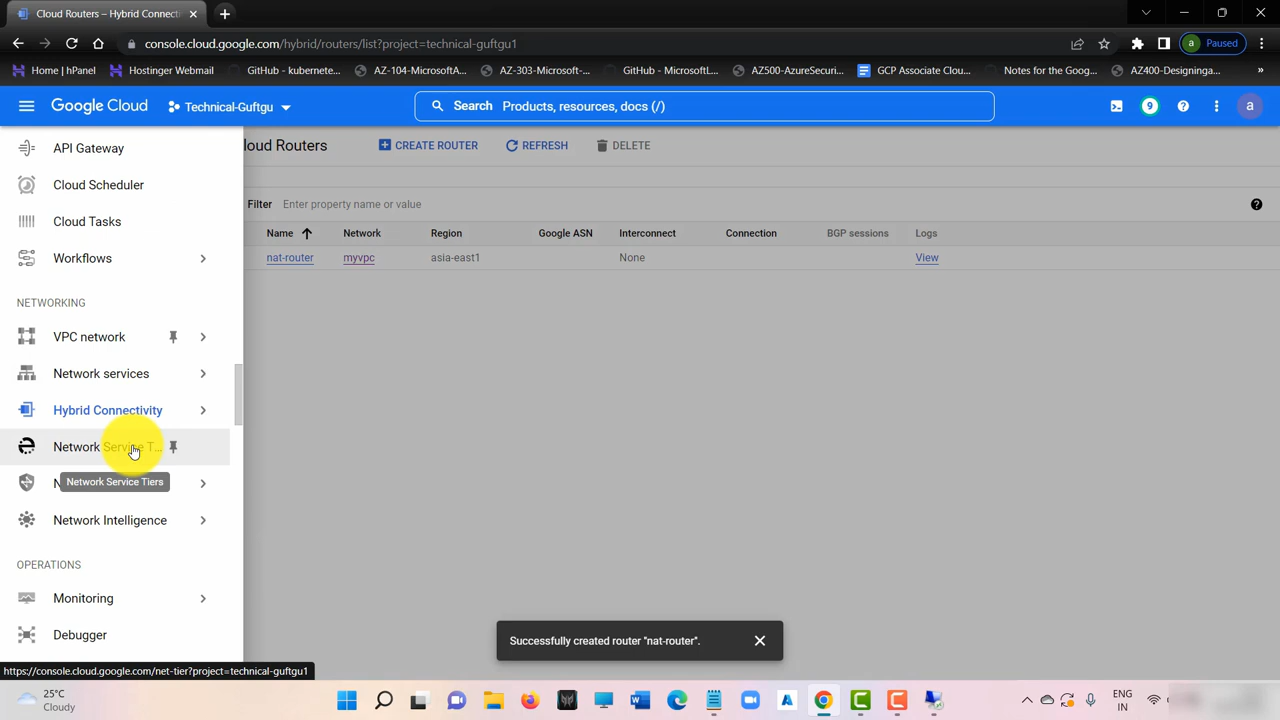 Cloud Routers – Hybrid Connecti
console.cloud.google.com/hybrid/routers/list?project=technical-guftgu1
a Paused
Home | hPanel
Hostinger Webmail
GitHub - kubernete...
AZ-104-MicrosoftA...
AZ-303-Microsoft-...
GitHub - MicrosoftL...
AZ500-AzureSecuri...
GCP Associate Clou...
Notes for the Goog...
AZ400-Designinga...
»
Google Cloud
Technical-Guftgu
Search Products, resources, docs (/)
9
a
API Gateway
Cloud Scheduler
Cloud Tasks
Workflows
NETWORKING
VPC network
Network services
Hybrid Connectivity
Network Service T...
Network Service Tiers
Network Intelligence
OPERATIONS
Monitoring
Debugger
loud Routers
CREATE ROUTER
REFRESH
DELETE
Filter Enter property name or value
Name Network Region Google ASN Interconnect Connection BGP sessions Logs
nat-router myvpc asia-east1 None View
Successfully created router "nat-router".
https://console.cloud.google.com/net-tier?project=technical-guftgu1
25°C
Cloudy
ENG
IN